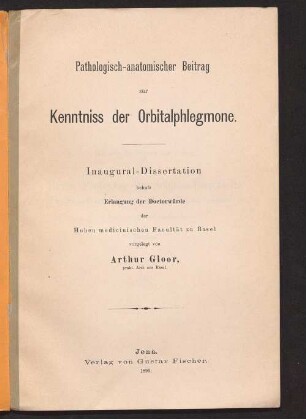 Pathologisch-anatomischer Beitrag
zur
Kenntniss der Orbitalphlegmone.
Inaugural-Dissertation
behufs
Erlangung der Doctorwürde
der
Hohen medicinischen Facultät zu Basel
vorgelegt von
Arthur Gloor,
prakt. Arzt aus Basel.
Jena.
Verlag von Gustav Fischer.